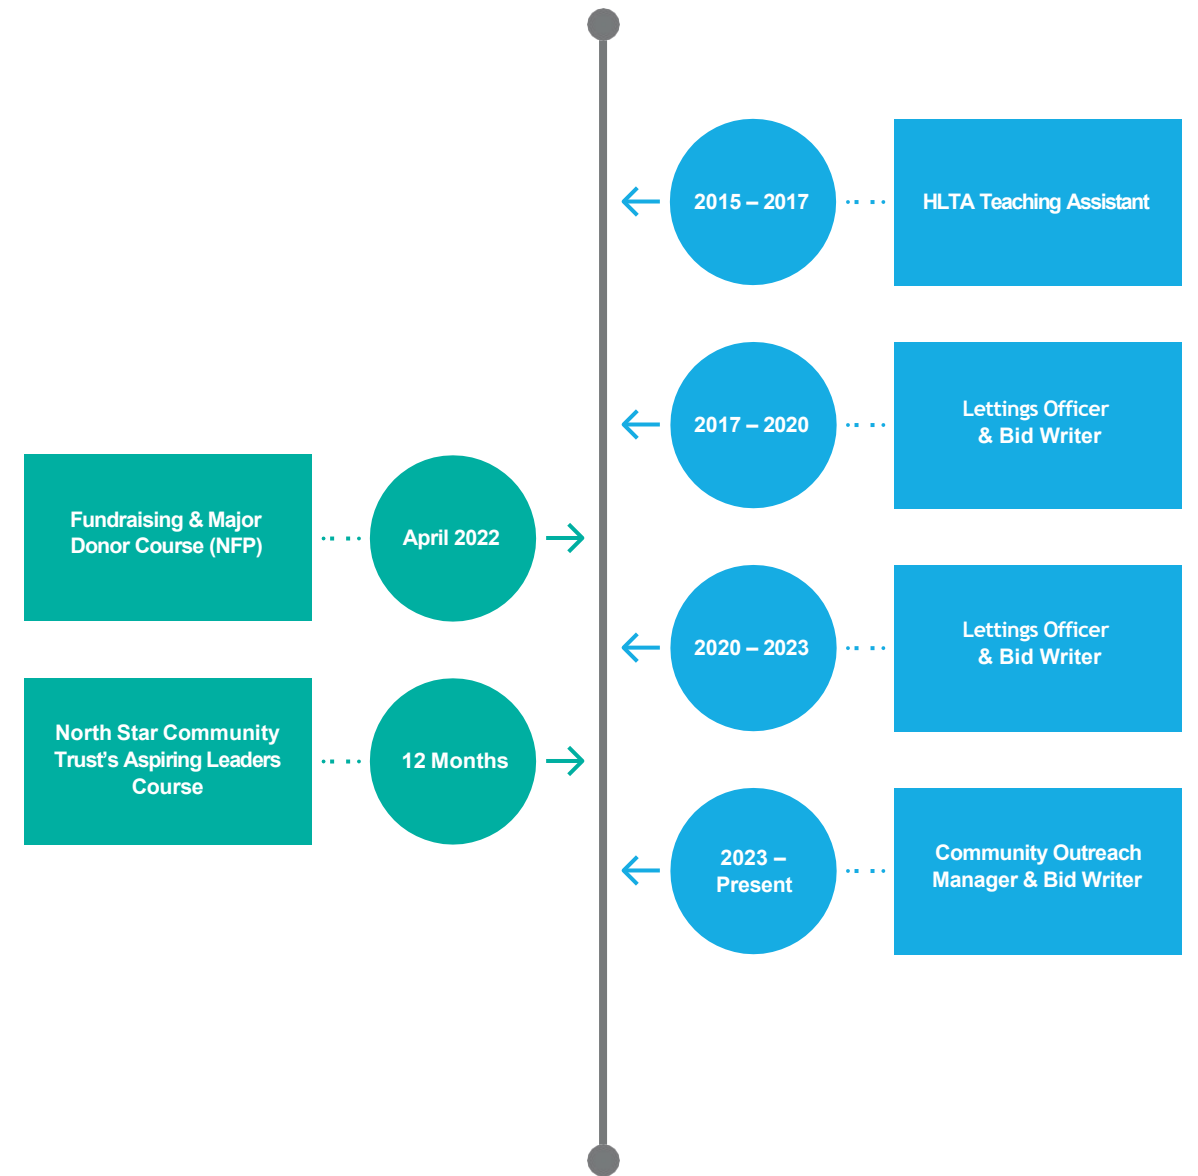 2015 – 2017
HLTA Teaching Assistant
2017 – 2020
Lettings Officer
& Bid Writer
Fundraising & Major
Donor Course (NFP)
April 2022
2020 – 2023
Lettings Officer
& Bid Writer
North Star Community
Trust’s Aspiring Leaders
Course
12 Months
2023 –
Present
Community Outreach
Manager & Bid Writer